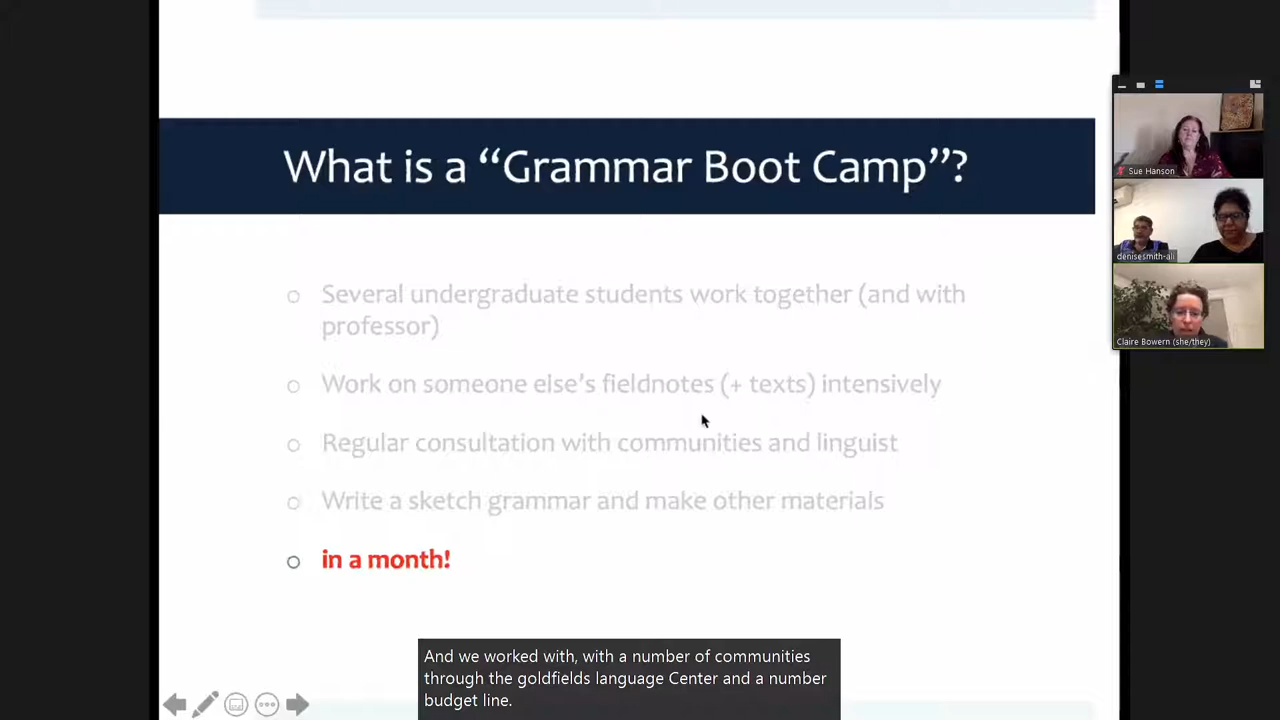 What is a “Grammar Boot Camp”?
Several undergraduate students work together (and with
professor)
Work on someone else’s fieldnotes (+ texts) intensively
Regular consultation with communities and linguist
Write a sketch grammar and make other materials
in a month!
Sue Hanson
denisesmith-ali
Claire Bowern (she/they)
And we worked with, with a number of communities
through the goldfields language Center and a number
budget line.